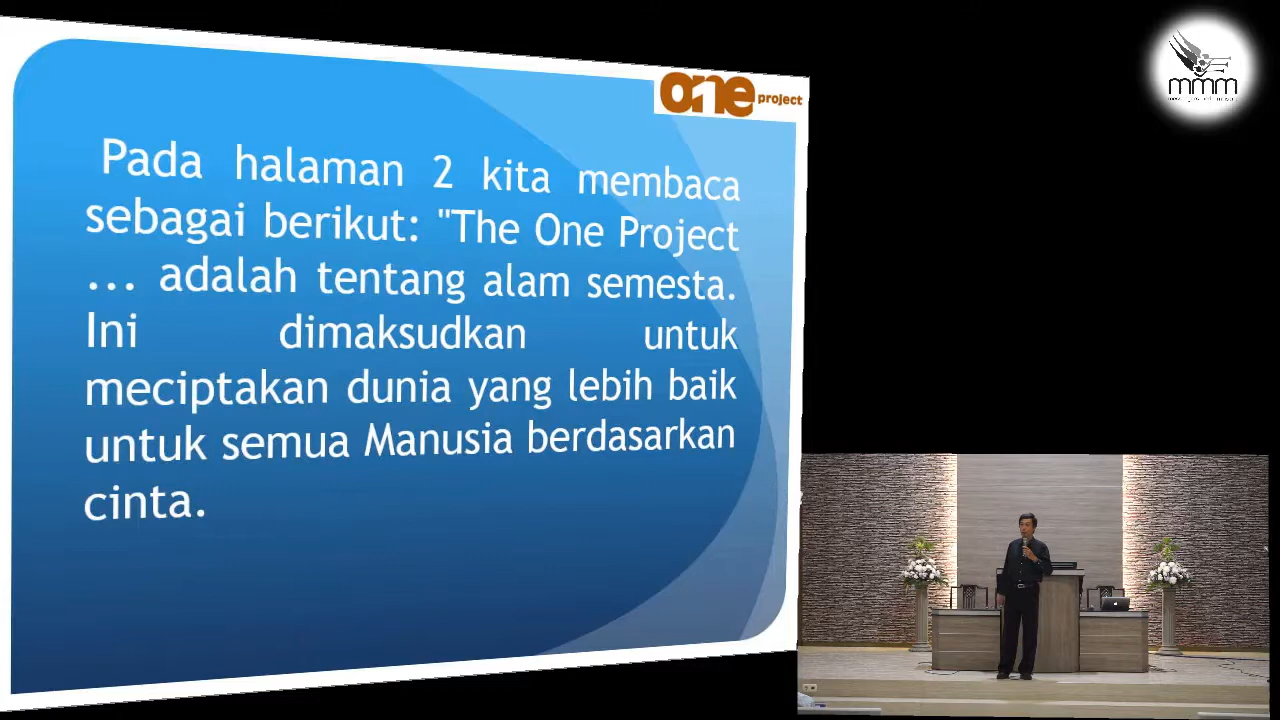 one project
mmm
Pada halaman 2 kita membaca
sebagai berikut: "The One Project
... adalah tentang alam semesta.
Ini dimaksudkan untuk
meciptakan dunia yang lebih baik
untuk semua Manusia berdasarkan
cinta.